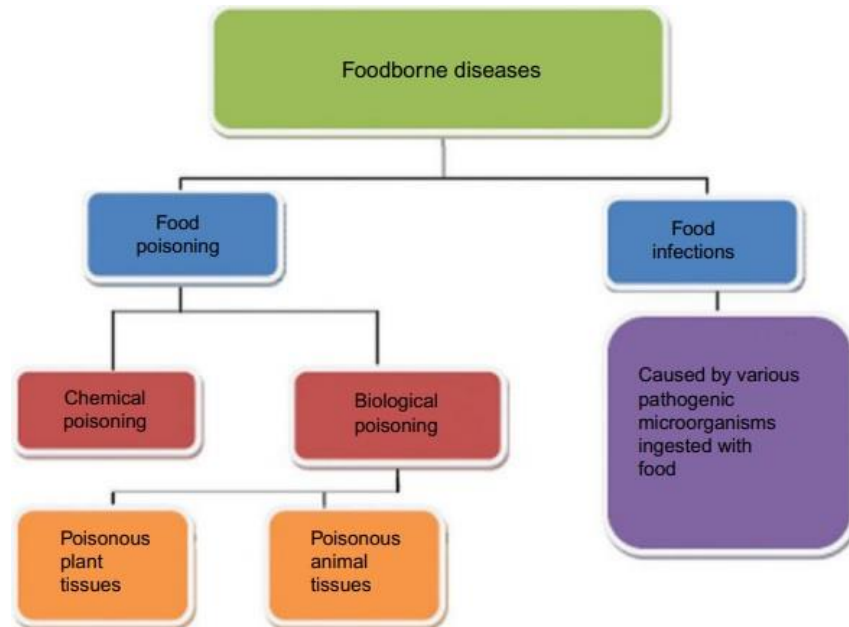 Foodborne diseases
Food
poisoning
Food
infections
Chemical
poisoning
Biological
poisoning
Caused by various
pathogenic
microorganisms
ingested with
food
Poisonous
plant
tissues
Poisonous
animal
tissues